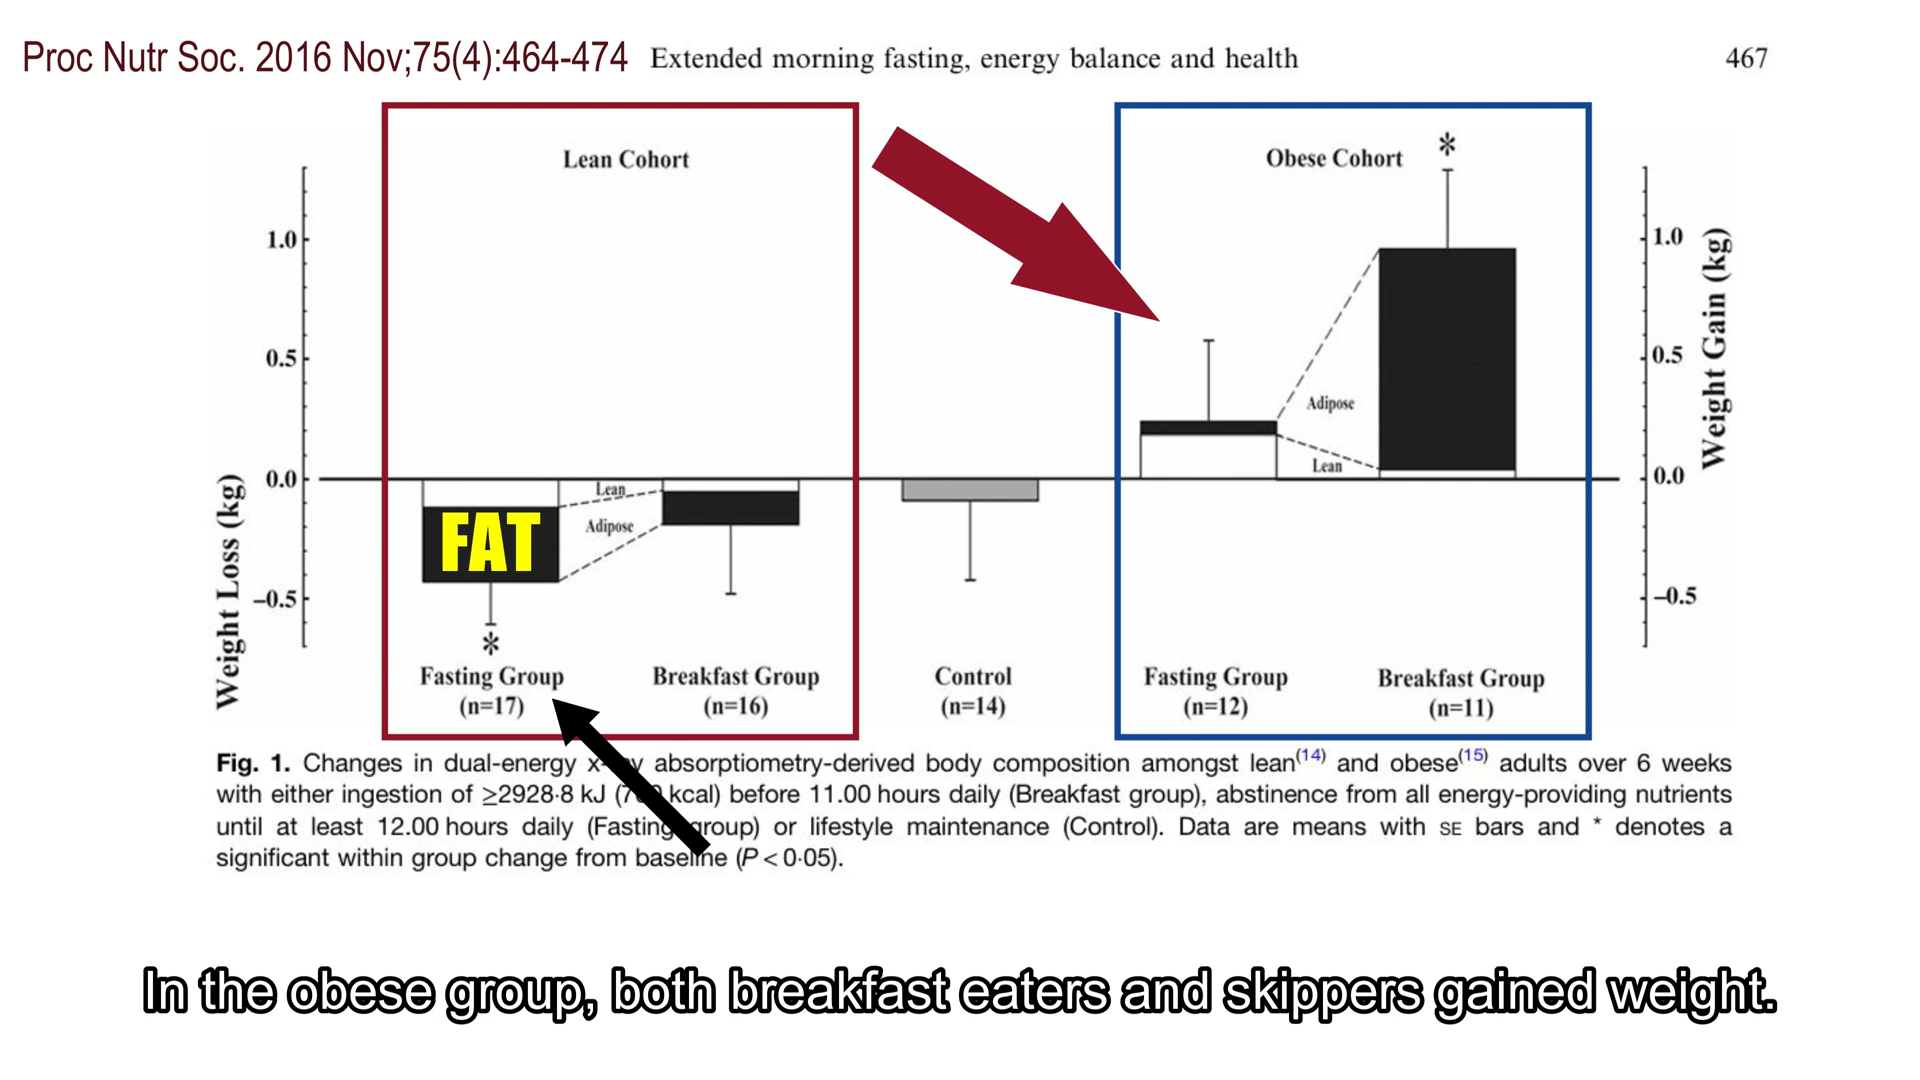 Proc Nutr Soc. 2016 Nov;75(4):464-474
Extended morning fasting, energy balance and health
467
Lean Cohort
Obese Cohort
*
1.0
0.5
0.0
–0.5
Weight Loss (kg)
Lean
Adipose
FAT
*
Adipose
Lean
1.0
0.5
0.0
–0.5
Weight Gain (kg)
Fasting Group
(n=17)
Breakfast Group
(n=16)
Control
(n=14)
Fasting Group
(n=12)
Breakfast Group
(n=11)
Fig. 1. Changes in dual-energy absorptiometry-derived body composition amongst lean(14) and obese(15) adults over 6 weeks
with either ingestion of ≥2928·8 kJ ( kcal) before 11.00 hours daily (Breakfast group), abstinence from all energy-providing nutrients
until at least 12.00 hours daily (Fasting group) or lifestyle maintenance (Control). Data are means with SE bars and * denotes a
significant within group change from baseline (P < 0·05).
In the obese group, both breakfast eaters and skippers gained weight.